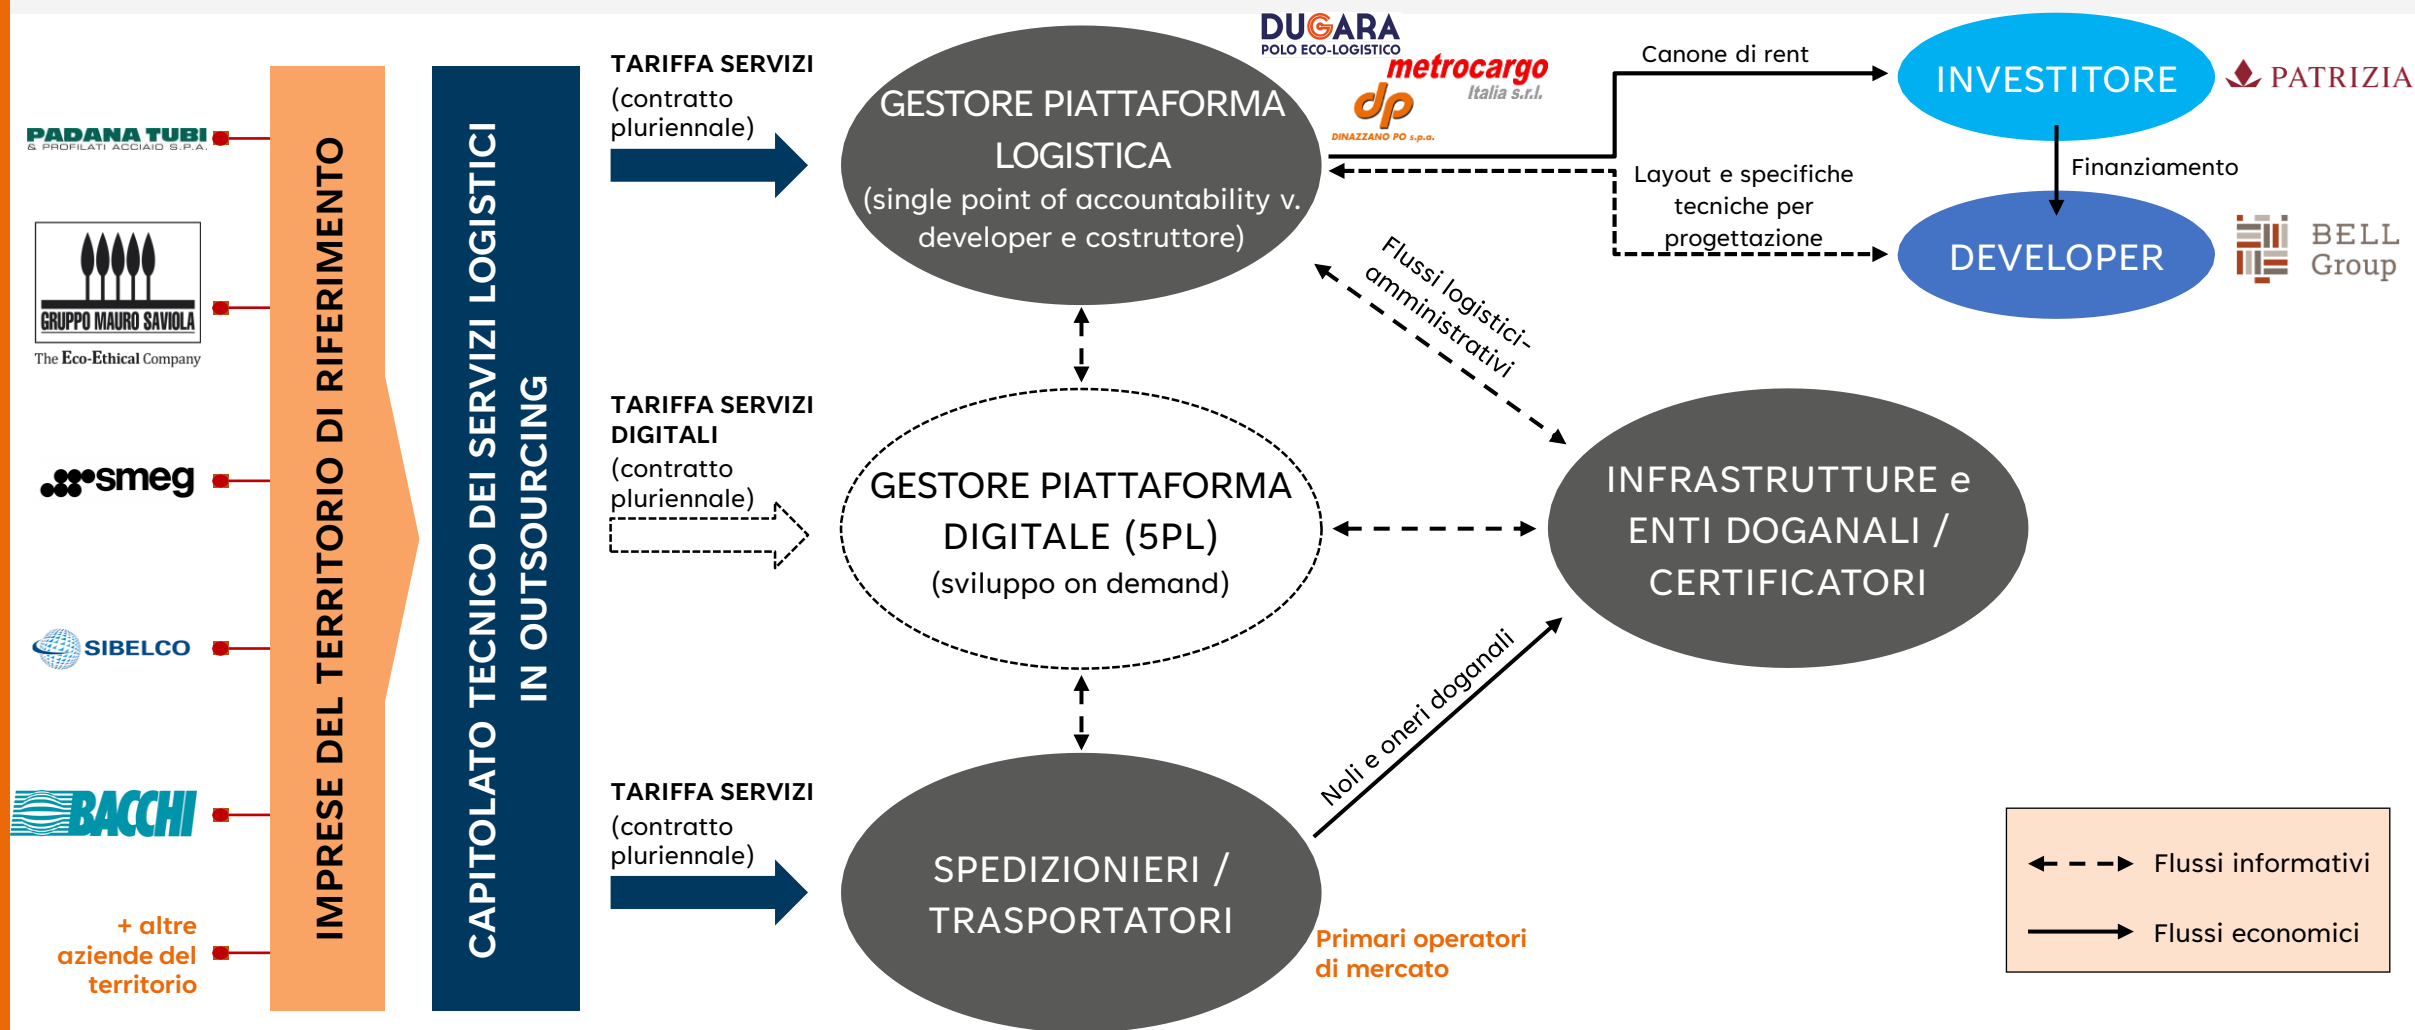 PADANA TUBI
& PROFILATI ACCIAIO S.P.A.
GRUPPO MAURO SAVIOLA
The Eco-Ethical Company
smeg
SIBELCO
BACCHI
+ altre
aziende del
territorio
IMPRESE DEL TERRITORIO DI RIFERIMENTO
CAPITOLATO TECNICO DEI SERVIZI LOGISTICI
IN OUTSOURCING
TARIFFA SERVIZI
(contratto
pluriennale)
TARIFFA SERVIZI
DIGITALI
(contratto
pluriennale)
TARIFFA SERVIZI
(contratto
pluriennale)
GESTORE PIATTAFORMA
LOGISTICA
(single point of accountability v.
developer e costruttore)
GESTORE PIATTAFORMA
DIGITALE (5PL)
(sviluppo on demand)
SPEDIZIONIERI /
TRASPORTATORI
Primari operatori
di mercato
DUGARA
POLO ECO-LOGISTICO
metrocargo
Italia s.r.l.
dp
DINAZZANO PO s.p.a.
Canone di rent
Layout e specifiche
tecniche per
progettazione
Flussi logistici-
amministrativi
Noli e oneri doganali
INVESTITORE
PATRIZIA
Finanziamento
DEVELOPER
BELL
Group
INFRASTRUTTURE e
ENTI DOGANALI /
CERTIFICATORI
Flussi informativi
Flussi economici